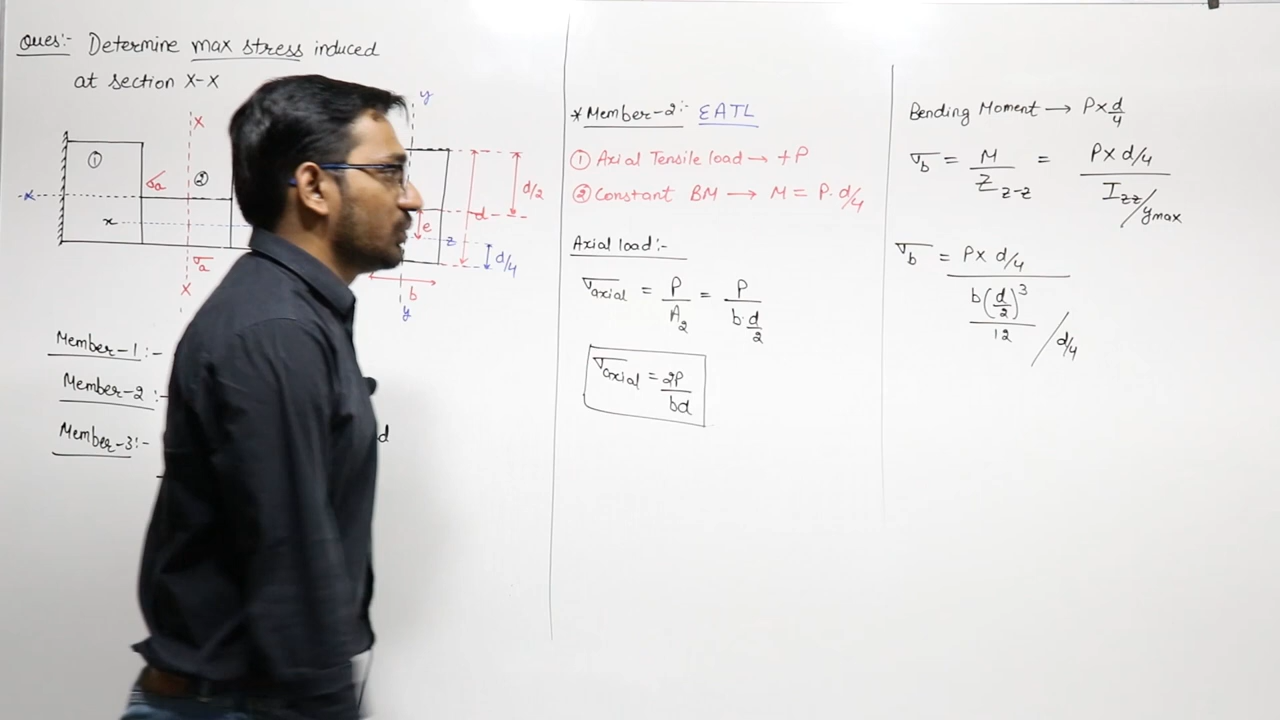 Ques:- Determine max stress induced
at section X-X
X
①
σa
②
x
x
σa
X
y
d/2
d
e
z
d/4
b
y
Member-1:-
Member-2:-
Member-3:-
d
* Member-2:- EATL
① Axial Tensile load → +P
② Constant BM → M = P·d/4
Axial load:-
σaxial = P/A2 = P/(b·d/2)
σaxial = 2P/bd
Bending Moment → P×d/4
σb = M/Zz-z = (P×d/4)/(Izz/ymax)
σb = (P×d/4)/((b(d/2)³/12)/d/4)